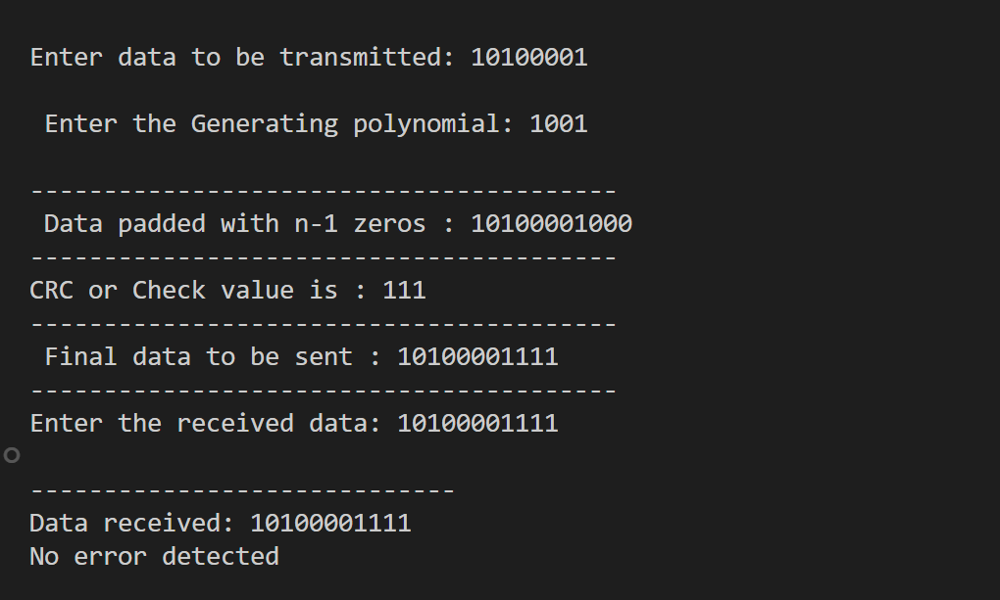 Enter data to be transmitted: 10100001
Enter the Generating polynomial: 1001
----------------------------------------
Data padded with n-1 zeros : 10100001000
----------------------------------------
CRC or Check value is : 111
----------------------------------------
Final data to be sent : 10100001111
----------------------------------------
Enter the received data: 10100001111
-----------------------------
Data received: 10100001111
No error detected